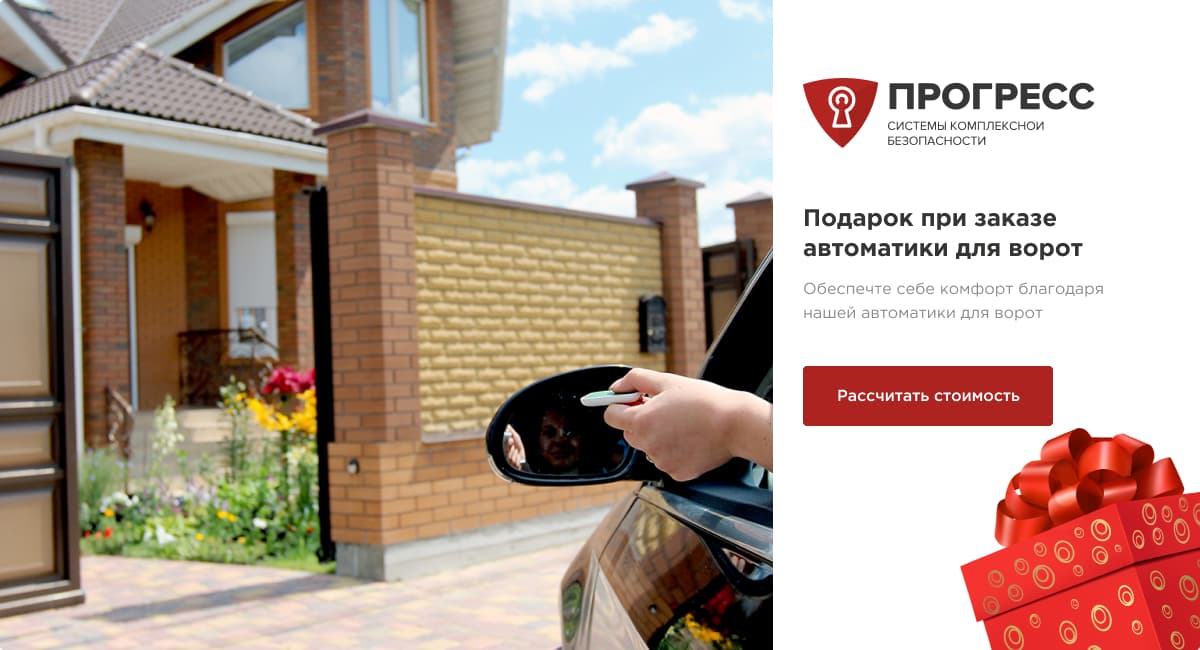 ПРОГРЕСС
СИСТЕМЫ КОМПЛЕКСНОЙ
БЕЗОПАСНОСТИ
Подарок при заказе
автоматики для ворот
Обеспечте себе комфорт благодаря
нашей автоматики для ворот
Рассчитать стоимость